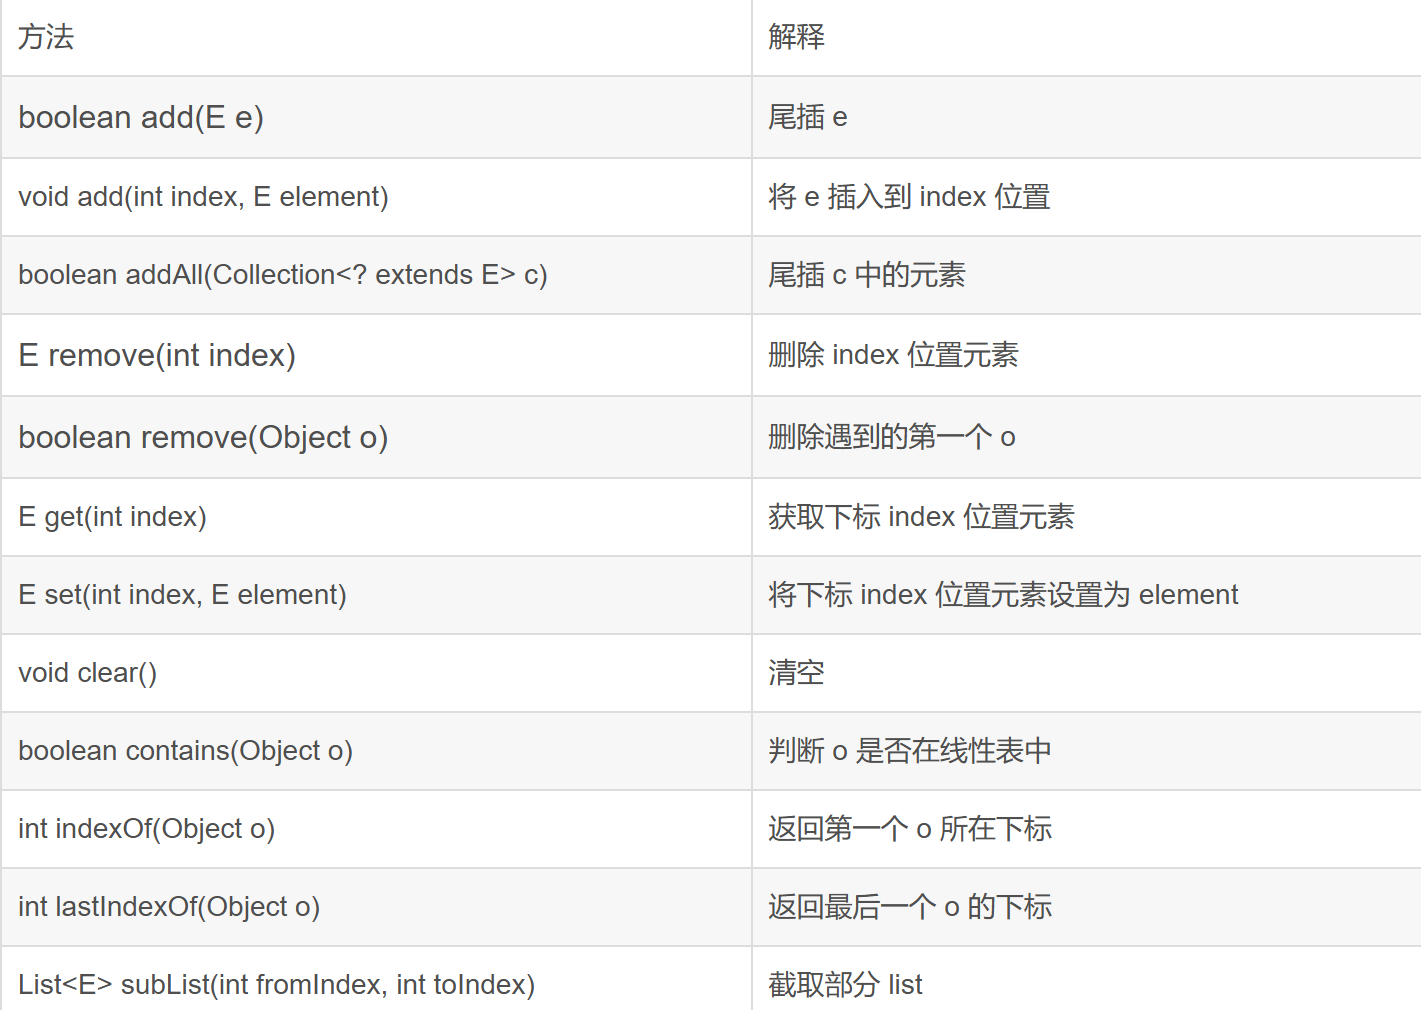 方法 解释
boolean add(E e) 尾插 e
void add(int index, E element) 将 e 插入到 index 位置
boolean addAll(Collection<? extends E> c) 尾插 c 中的元素
E remove(int index) 删除 index 位置元素
boolean remove(Object o) 删除遇到的第一个 o
E get(int index) 获取下标 index 位置元素
E set(int index, E element) 将下标 index 位置元素设置为 element
void clear() 清空
boolean contains(Object o) 判断 o 是否在线性表中
int indexOf(Object o) 返回第一个 o 所在下标
int lastIndexOf(Object o) 返回最后一个 o 的下标
List<E> subList(int fromIndex, int toIndex) 截取部分 list